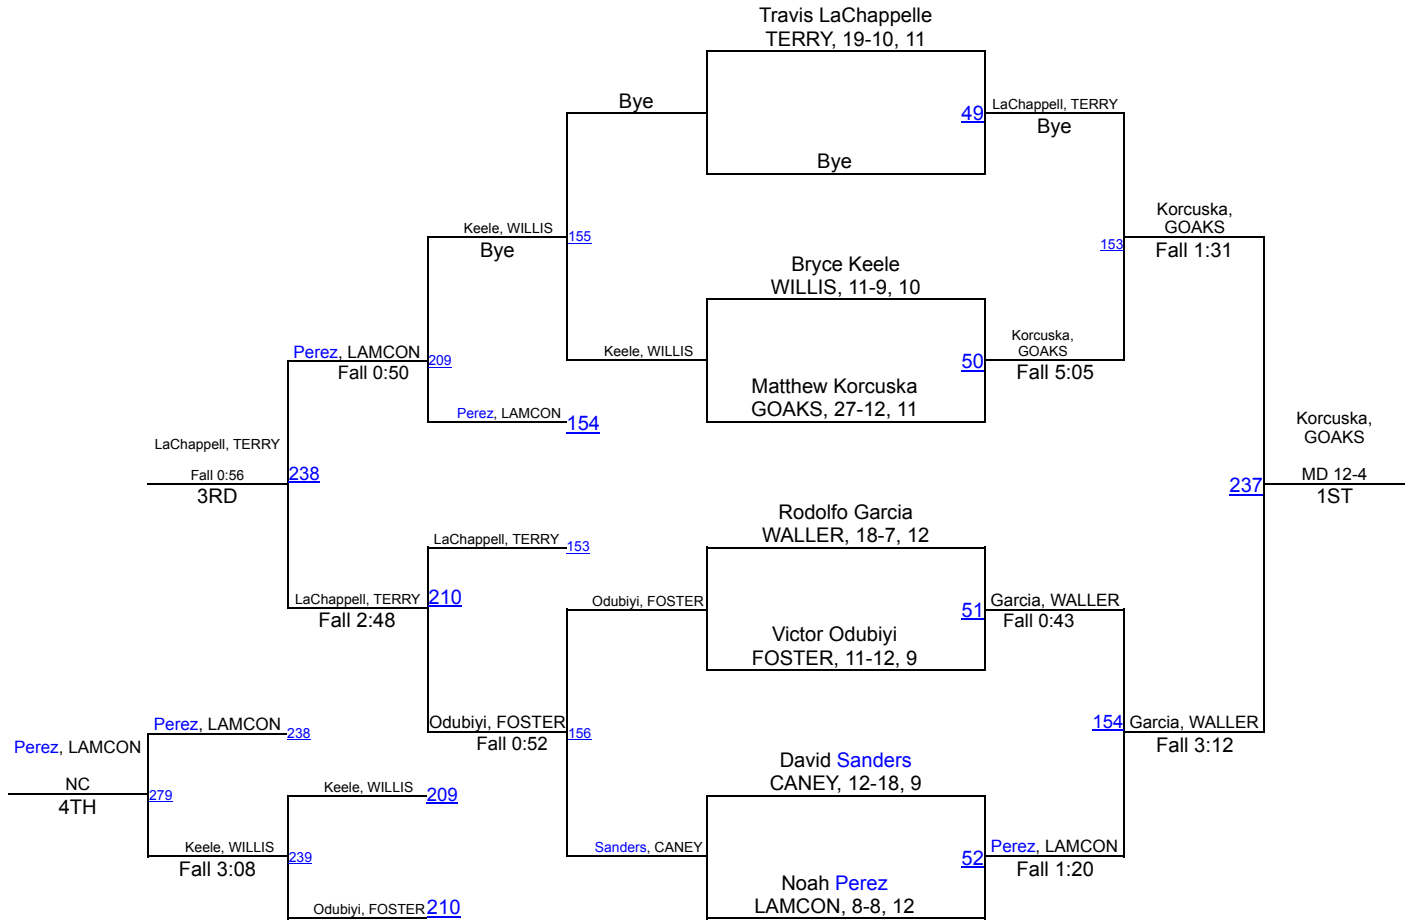 Travis LaChappelle
TERRY, 19-10, 11
Bye
49
LaChappell, TERRY
Bye
Bye
Keele, WILLIS
Bye
155
153
Korcuska,
GOAKS
Fall 1:31
Bryce Keele
WILLIS, 11-9, 10
Keele, WILLIS
50
Korcuska,
GOAKS
Fall 5:05
Matthew Korcuska
GOAKS, 27-12, 11
Perez, LAMCON
Fall 0:50
209
Perez, LAMCON
154
LaChappell, TERRY
Fall 0:56
3RD
238
237
Korcuska,
GOAKS
MD 12-4
1ST
Rodolfo Garcia
WALLER, 18-7, 12
LaChappell, TERRY
153
LaChappell, TERRY
Fall 2:48
210
Odubiyi, FOSTER
51
Garcia, WALLER
Fall 0:43
Victor Odubiyi
FOSTER, 11-12, 9
Odubiyi, FOSTER
Fall 0:52
156
154
Garcia, WALLER
Fall 3:12
Perez, LAMCON
238
Perez, LAMCON
NC
4TH
279
David Sanders
CANEY, 12-18, 9
Keele, WILLIS
209
Keele, WILLIS
Fall 3:08
239
Sanders, CANEY
52
Perez, LAMCON
Fall 1:20
Noah Perez
LAMCON, 8-8, 12
Odubiyi, FOSTER
210